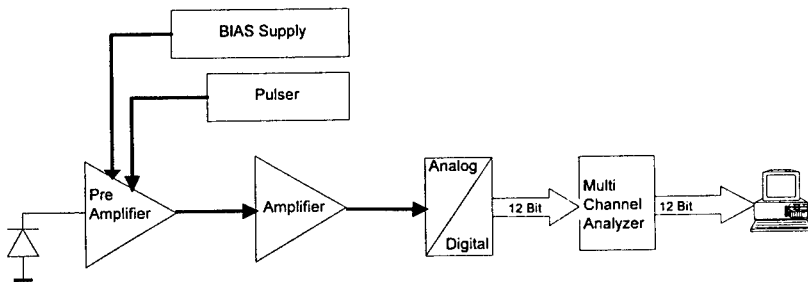 BIAS Supply
Pulser
Pre
Amplifier
Amplifier
Analog
Digital
12 Bit
Multi
Channel
Analyzer
12 Bit